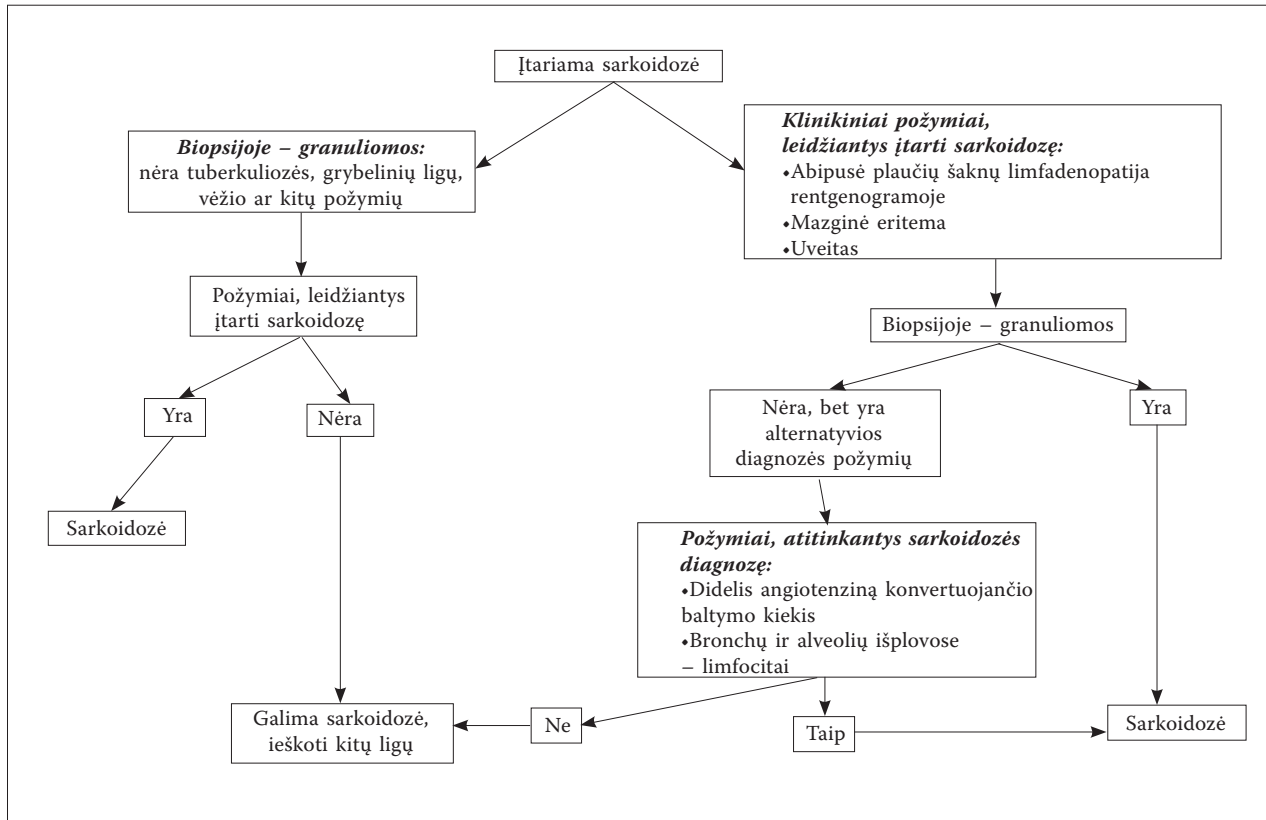 Įtariama sarkoidozė
Biopsijoje – granuliomos:
nėra tuberkuliozės, grybelinių ligų,
vėžio ar kitų požymių
Klinikiniai požymiai,
leidžiantys įtarti sarkoidozę:
•Abipusė plaučių šaknų limfadenopatija
rentgenogramoje
•Mazginė eritema
•Uveitas
Požymiai, leidžiantys
įtarti sarkoidozę
Biopsijoje – granuliomos
Yra
Nėra
Nėra, bet yra
alternatyvios
diagnozės požymių
Yra
Sarkoidozė
Požymiai, atitinkantys sarkoidozės
diagnozę:
•Didelis angiotenziną konvertuojančio
baltymo kiekis
•Bronchų ir alveolių išplovose
– limfocitai
Galima sarkoidozė,
ieškoti kitų ligų
Ne
Taip
Sarkoidozė